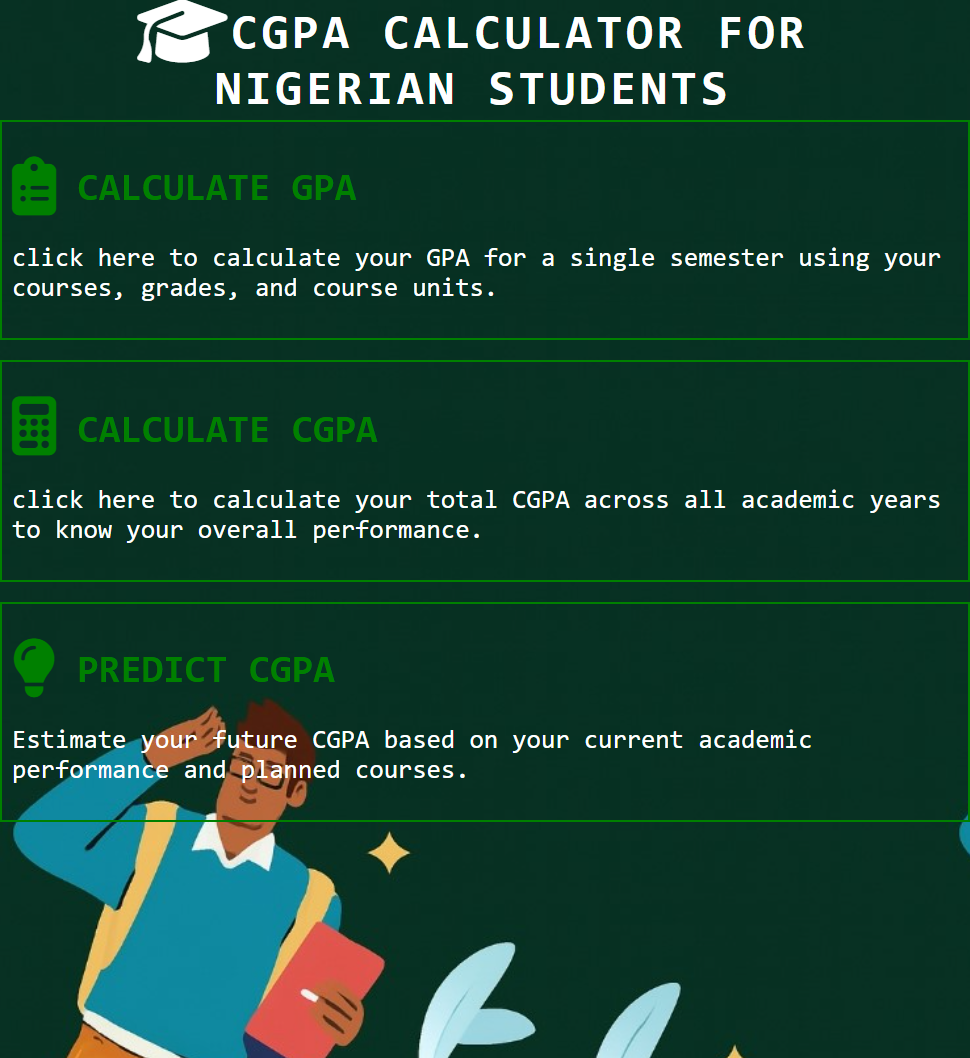 CGPA CALCULATOR FOR
NIGERIAN STUDENTS
CALCULATE GPA
click here to calculate your GPA for a single semester using your
courses, grades, and course units.
CALCULATE CGPA
click here to calculate your total CGPA across all academic years
to know your overall performance.
PREDICT CGPA
Estimate your future CGPA based on your current academic
performance and planned courses.